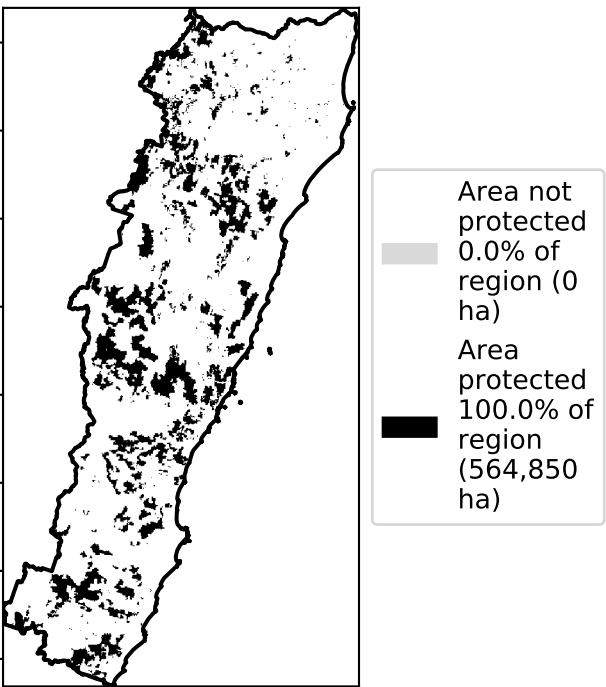 Area not
protected
0.0% of
region (0
ha)
Area
protected
100.0% of
region
(564,850
ha)